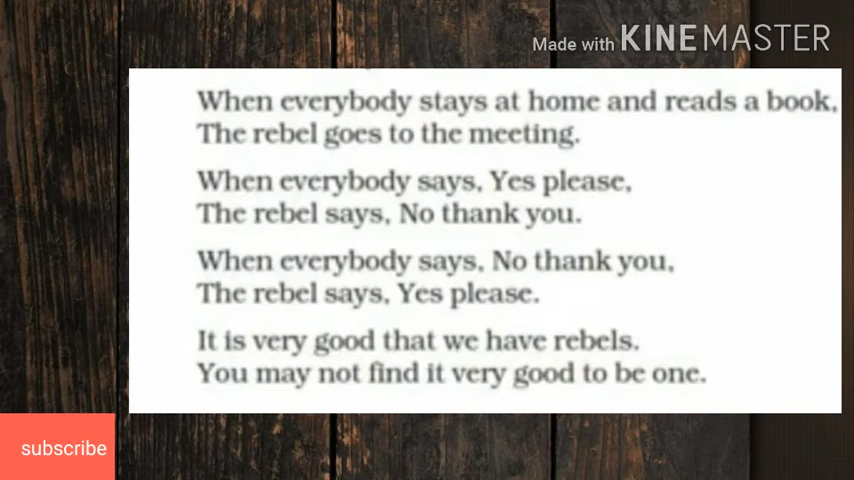 Made with KINEMASTER
When everybody stays at home and reads a book,
The rebel goes to the meeting.
When everybody says, Yes please,
The rebel says, No thank you.
When everybody says, No thank you,
The rebel says, Yes please.
It is very good that we have rebels.
You may not find it very good to be one.
subscribe